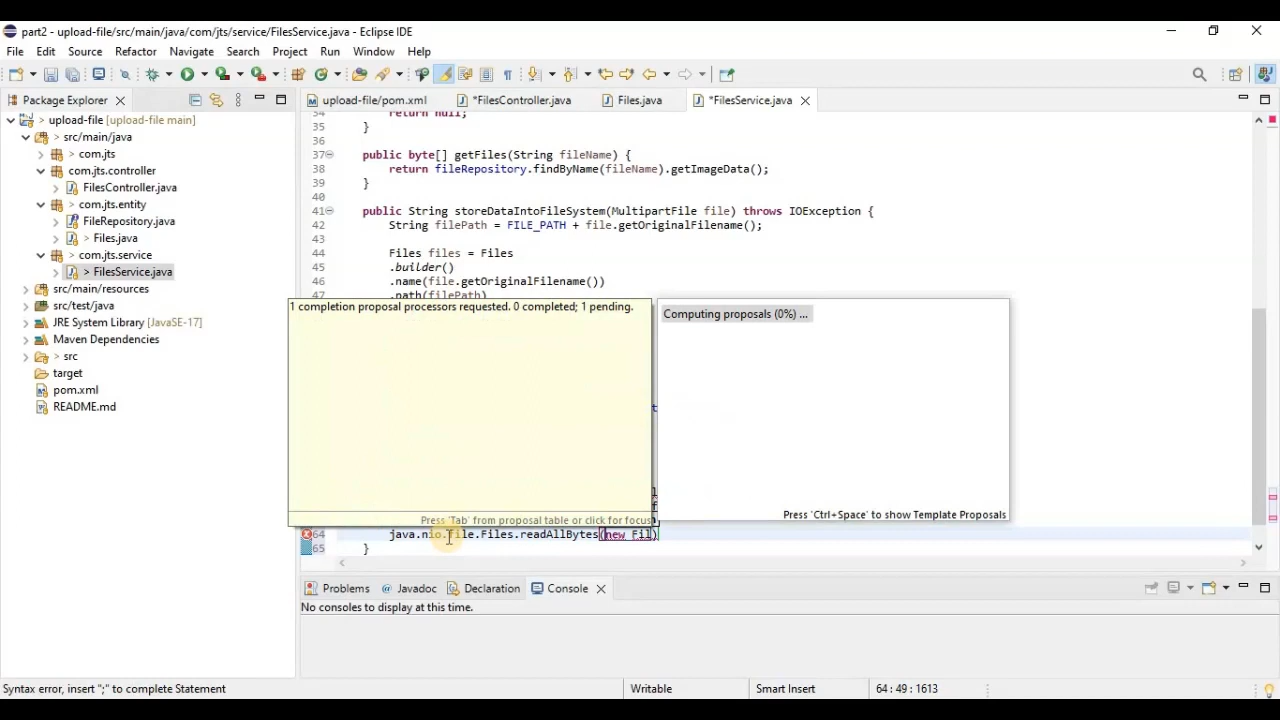 part2 - upload-file/src/main/java/com/jts/service/FilesService.java - Eclipse IDE
File Edit Source Refactor Navigate Search Project Run Window Help
Package Explorer
upload-file/pom.xml
*FilesController.java
Files.java
*FilesService.java
> upload-file [upload-file main]
> src/main/java
> com.jts
com.jts.controller
> FilesController.java
> com.jts.entity
FileRepository.java
> Files.java
> com.jts.service
> FilesService.java
> src/main/resources
src/test/java
JRE System Library [JavaSE-17]
Maven Dependencies
> src
target
pom.xml
README.md
34 return null;
35 }
36
37 public byte[] getFiles(String fileName) {
38 return fileRepository.findByName(fileName).getImageData();
39 }
40
41 public String storeDataIntoFileSystem(MultipartFile file) throws IOException {
42 String filePath = FILE_PATH + file.getOriginalFilename();
43
44 Files files = Files
45 .builder()
46 .name(file.getOriginalFilename())
47 .path(filePath)
1 completion proposal processors requested. 0 completed; 1 pending.
Press 'Tab' from proposal table or click for focus
Computing proposals (0%) ...
Press 'Ctrl+Space' to show Template Proposals
64 java.nio.file.Files.readAllBytes(new Fil)
65 }
Problems
@ Javadoc
Declaration
Console
No consoles to display at this time.
Syntax error, insert ";" to complete Statement
Writable
Smart Insert
64 : 49 : 1613